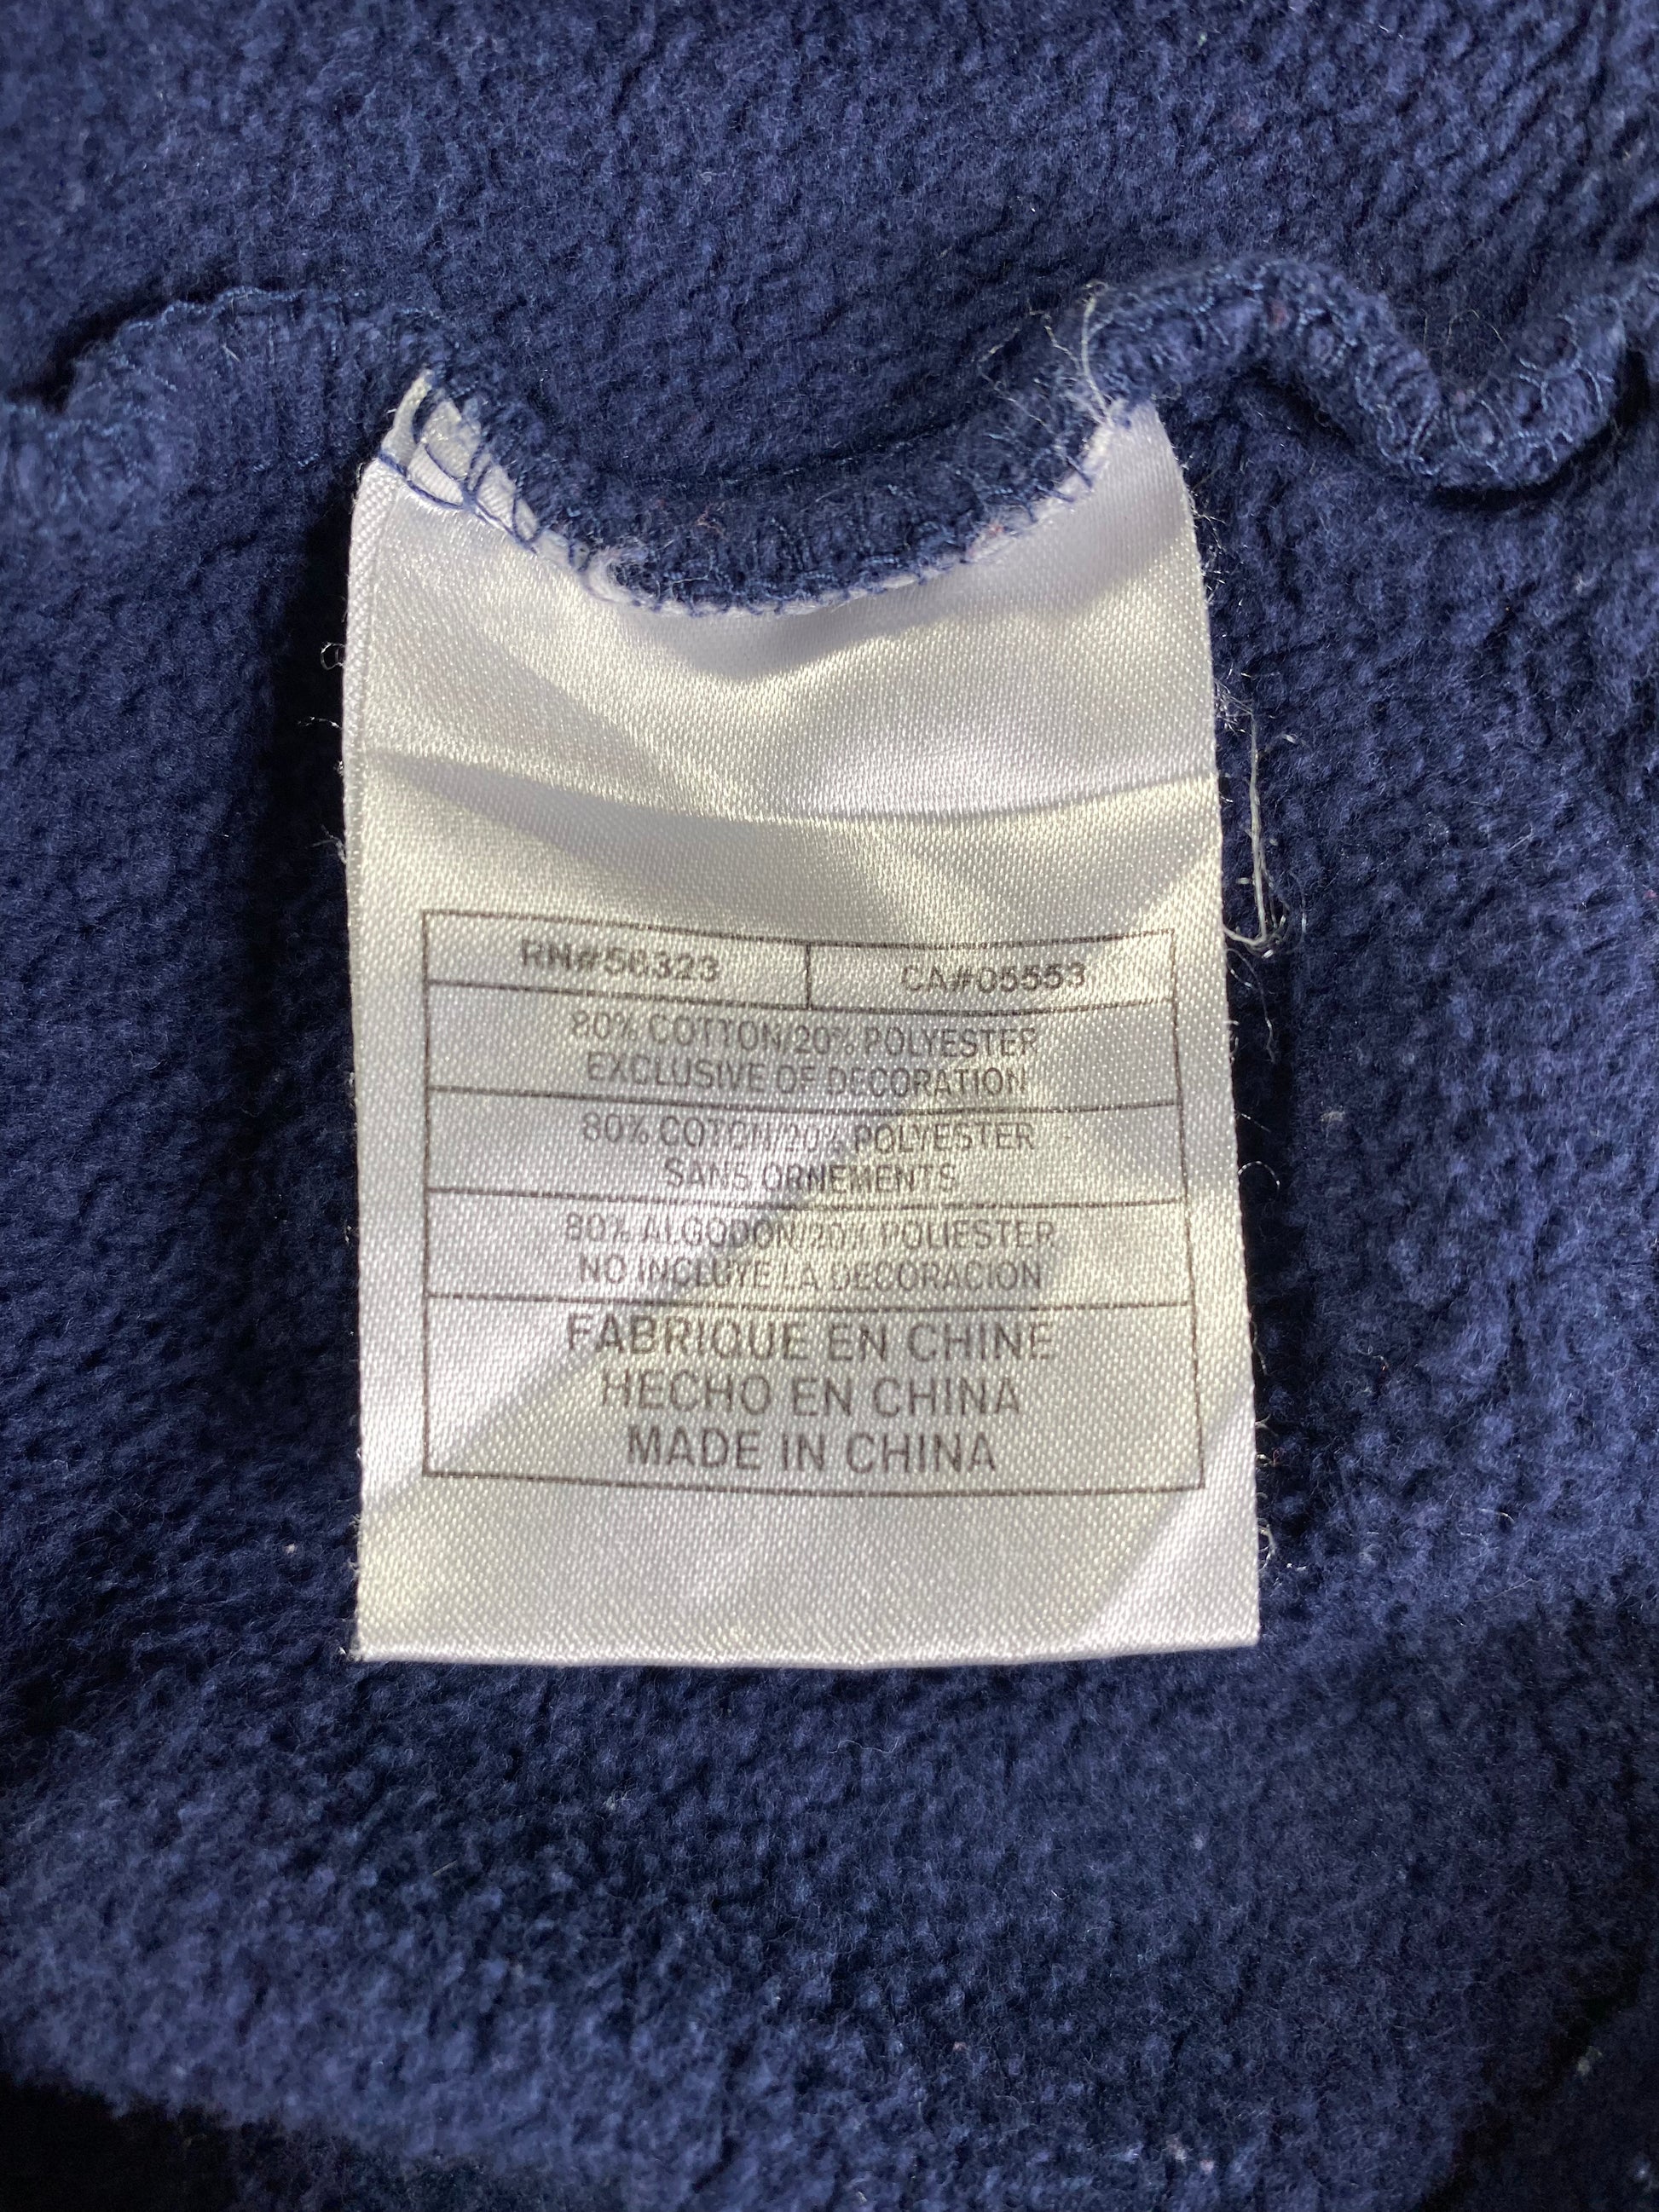 RN#56323 CA#05553
80% COTTON/20% POLYESTER
EXCLUSIVE OF DECORATION
80% COTON/20% POLYESTER
SANS ORNEMENTS
80% ALGODON/20% POLIESTER
NO INCLUYE LA DECORACION
FABRIQUE EN CHINE
HECHO EN CHINA
MADE IN CHINA